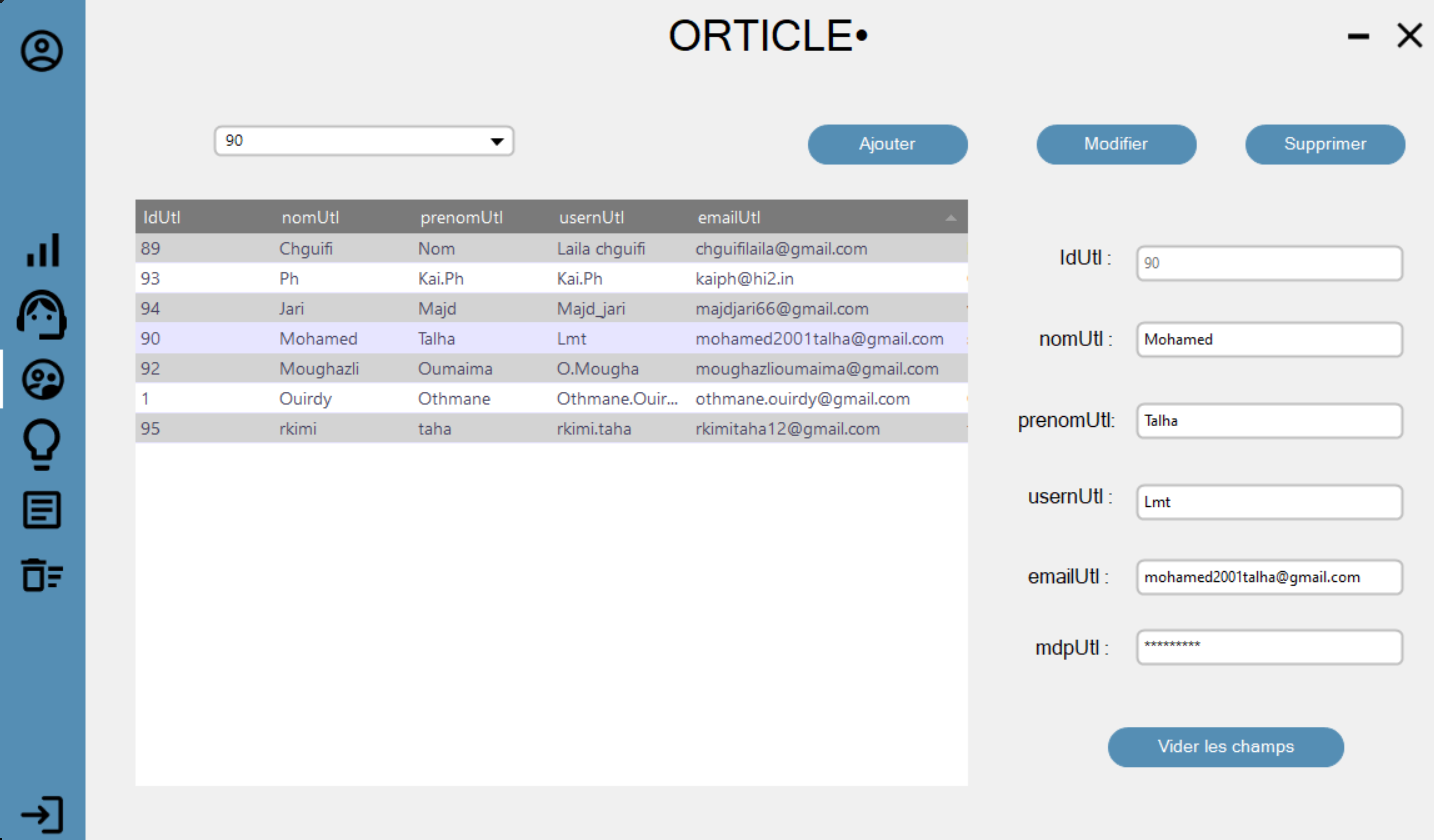 ORTICLE•
90
Ajouter
Modifier
Supprimer
IdUtl nomUtl prenomUtl usernUtl emailUtl
89 Chguifi Nom Laila chguifi chguifilaila@gmail.com
93 Ph Kai.Ph Kai.Ph kaiph@hi2.in
94 Jari Majd Majd_jari majdjari66@gmail.com
90 Mohamed Talha Lmt mohamed2001talha@gmail.com
92 Moughazli Oumaima O.Mougha moughazlioumaima@gmail.com
1 Ouirdy Othmane Othmane.Ouir... othmane.ouirdy@gmail.com
95 rkimi taha rkimi.taha rkimitaha12@gmail.com
IdUtl : 90
nomUtl : Mohamed
prenomUtl: Talha
usernUtl : Lmt
emailUtl : mohamed2001talha@gmail.com
mdpUtl : *********
Vider les champs